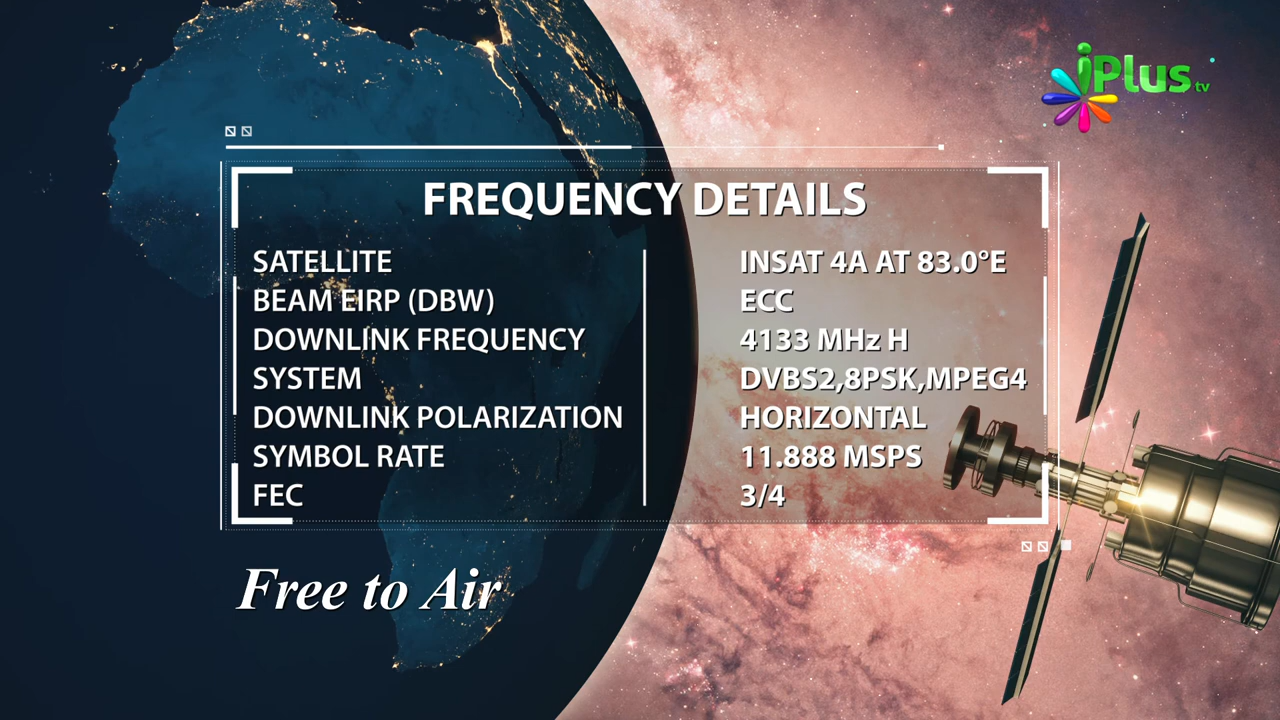 iPlus tv
FREQUENCY DETAILS
SATELLITE INSAT 4A AT 83.0°E
BEAM EIRP (DBW) ECC
DOWNLINK FREQUENCY 4133 MHz H
SYSTEM DVBS2,8PSK,MPEG4
DOWNLINK POLARIZATION HORIZONTAL
SYMBOL RATE 11.888 MSPS
FEC 3/4
Free to Air